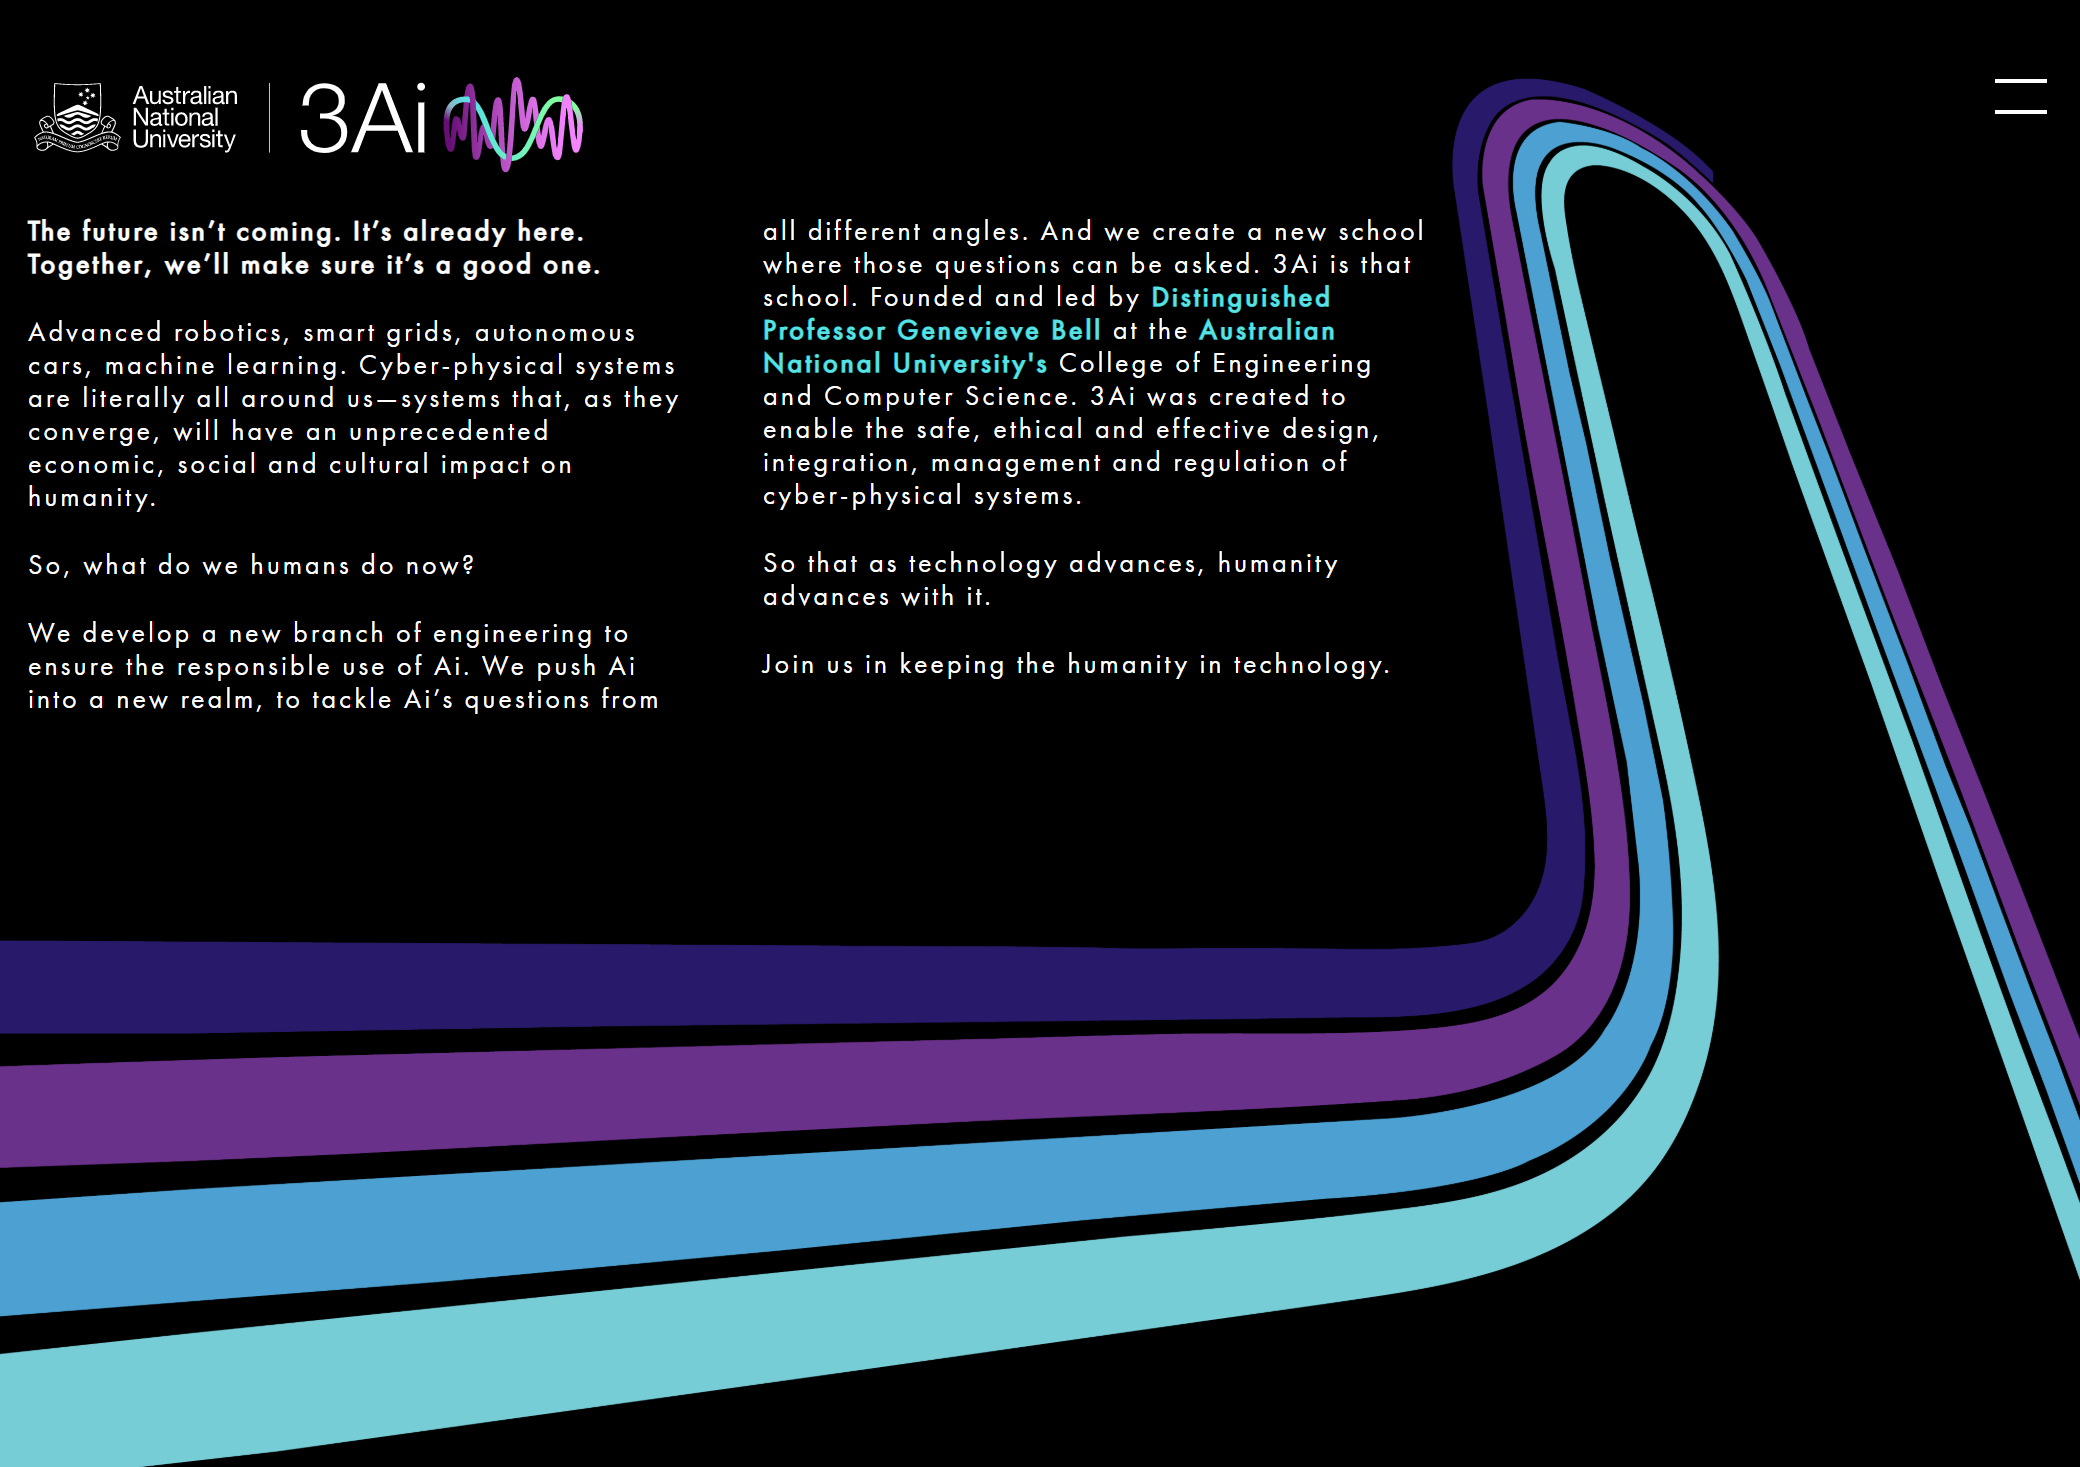 Australian
National
University
3Ai
The future isn’t coming. It’s already here.
Together, we’ll make sure it’s a good one.
Advanced robotics, smart grids, autonomous
cars, machine learning. Cyber-physical systems
are literally all around us—systems that, as they
converge, will have an unprecedented
economic, social and cultural impact on
humanity.
So, what do we humans do now?
We develop a new branch of engineering to
ensure the responsible use of Ai. We push Ai
into a new realm, to tackle Ai’s questions from
all different angles. And we create a new school
where those questions can be asked. 3Ai is that
school. Founded and led by Distinguished
Professor Genevieve Bell at the Australian
National University's College of Engineering
and Computer Science. 3Ai was created to
enable the safe, ethical and effective design,
integration, management and regulation of
cyber-physical systems.
So that as technology advances, humanity
advances with it.
Join us in keeping the humanity in technology.